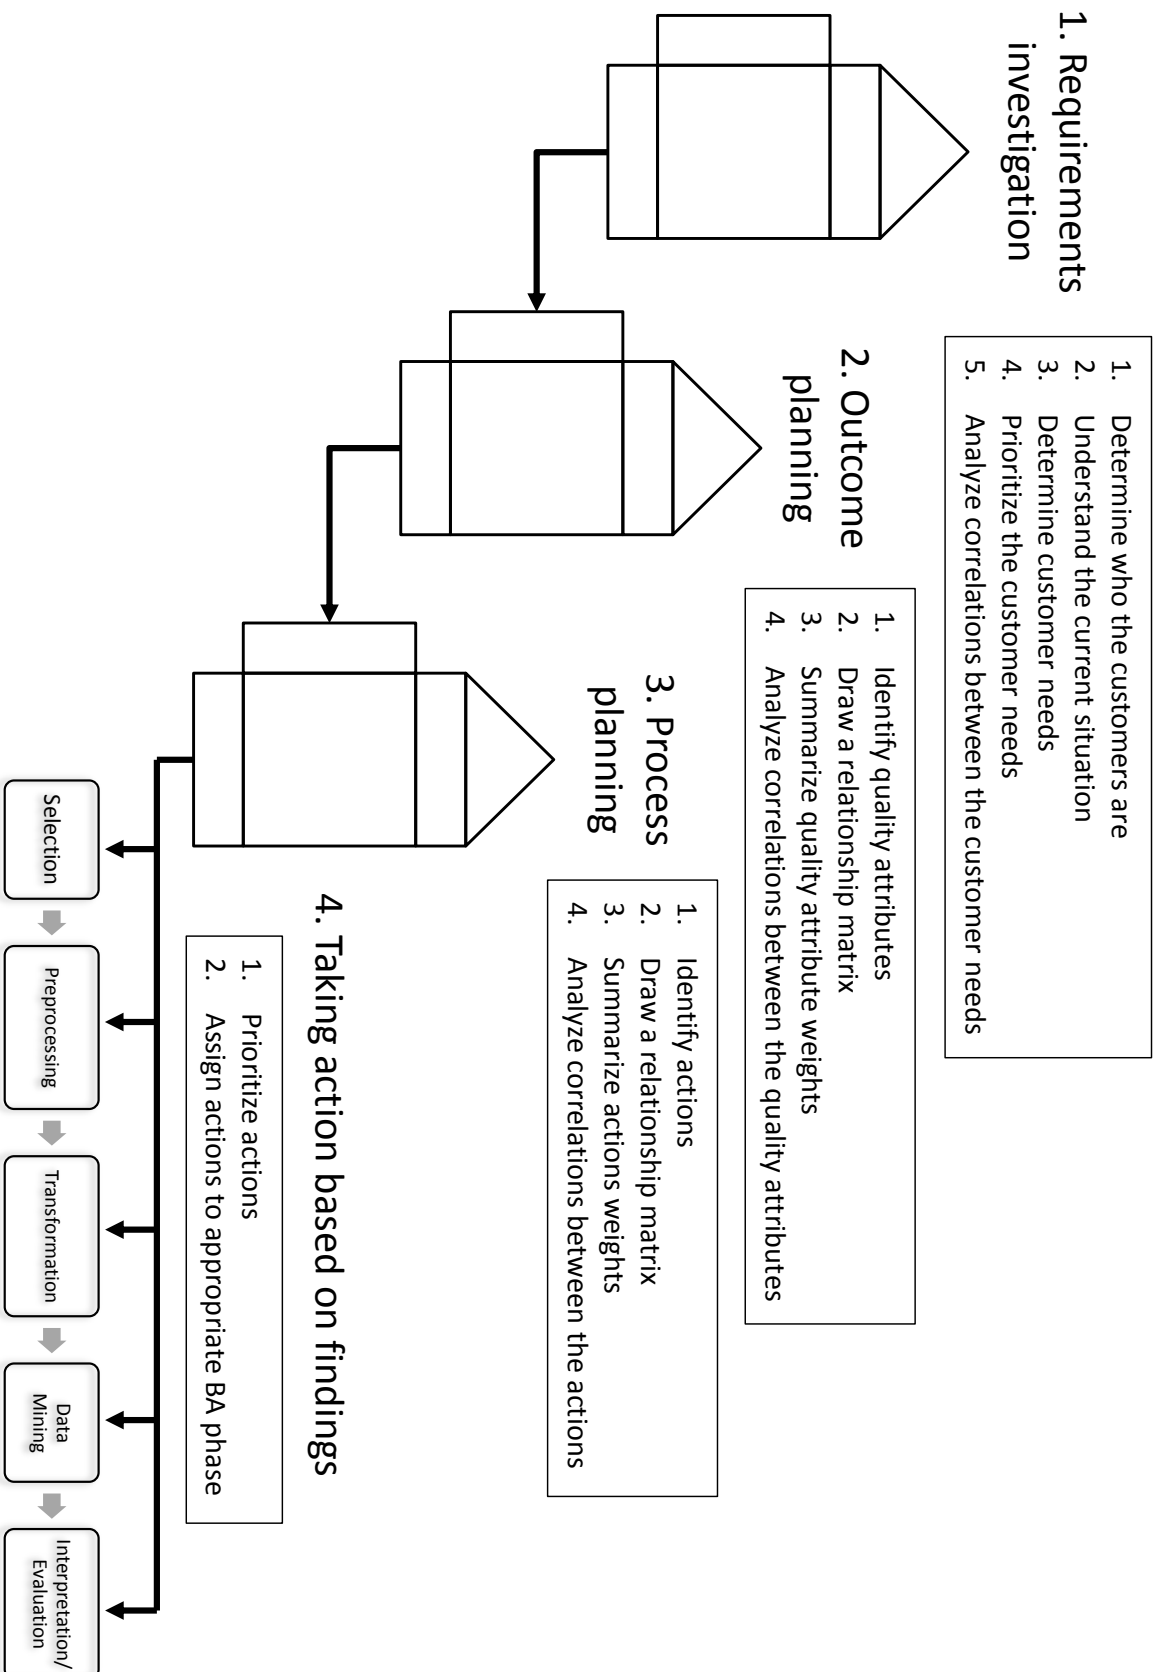 1. Requirements
investigation
1. Determine who the customers are
2. Understand the current situation
3. Determine customer needs
4. Prioritize the customer needs
5. Analyze correlations between the customer needs
2. Outcome
planning
1. Identify quality attributes
2. Draw a relationship matrix
3. Summarize quality attribute weights
4. Analyze correlations between the quality attributes
3. Process
planning
1. Identify actions
2. Draw a relationship matrix
3. Summarize actions weights
4. Analyze correlations between the actions
4. Taking action based on findings
1. Prioritize actions
2. Assign actions to appropriate BA phase
Selection
Preprocessing
Transformation
Data
Mining
Interpretation/
Evaluation